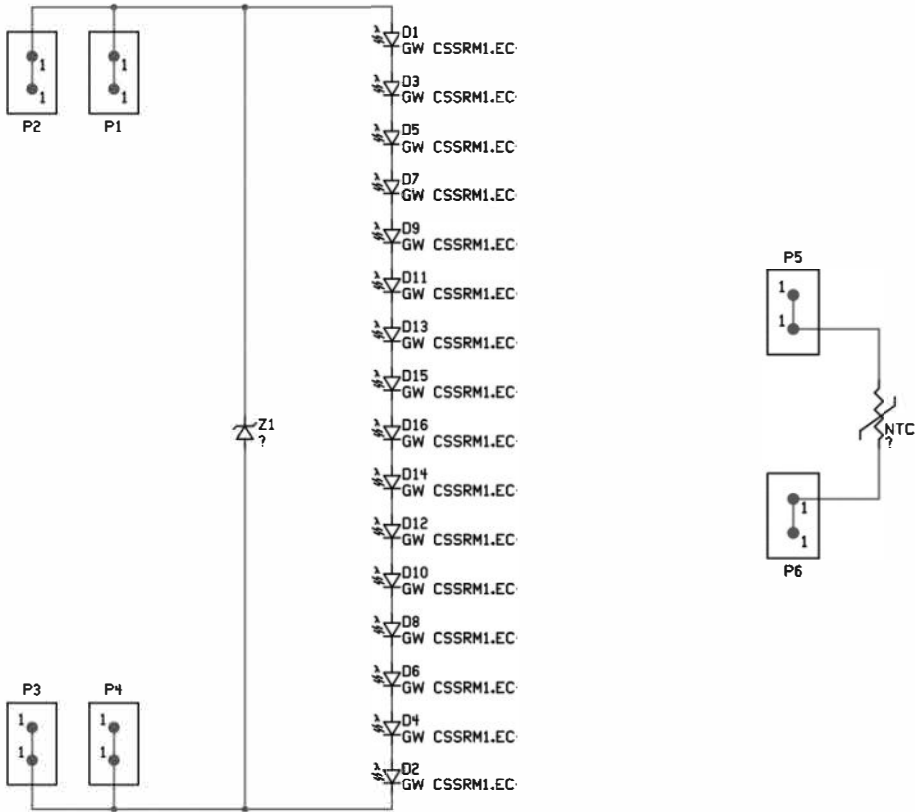 1
1
P2
1
1
P1
D1
GW CSSRM1.EC
D3
GW CSSRM1.EC
D5
GW CSSRM1.EC
D7
GW CSSRM1.EC
D9
GW CSSRM1.EC
D11
GW CSSRM1.EC
D13
GW CSSRM1.EC
D15
GW CSSRM1.EC
Z1
?
D16
GW CSSRM1.EC
D14
GW CSSRM1.EC
D12
GW CSSRM1.EC
D10
GW CSSRM1.EC
D8
GW CSSRM1.EC
D6
GW CSSRM1.EC
D4
GW CSSRM1.EC
D2
GW CSSRM1.EC
P3
1
1
P4
1
1
P5
1
1
NTC
?
1
1
P6